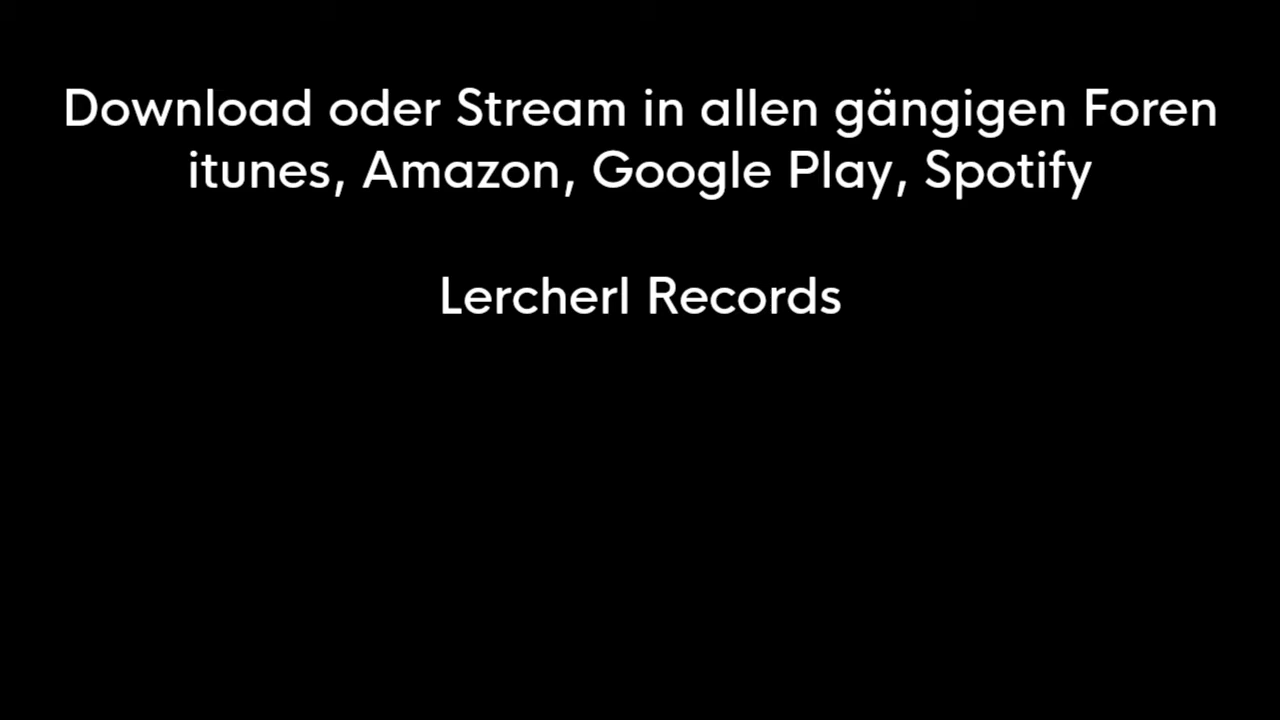 Download oder Stream in allen gängigen Foren
itunes, Amazon, Google Play, Spotify
Lercherl Records